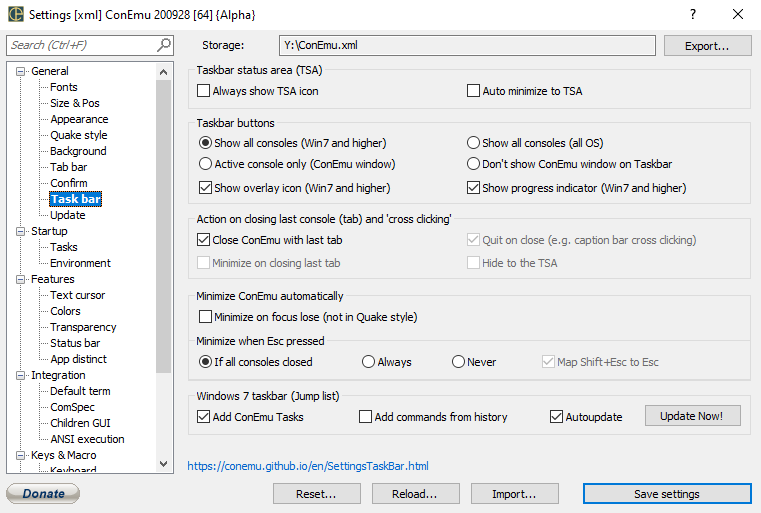 Settings [xml] ConEmu 200928 [64] {Alpha}
?
Search (Ctrl+F)
Storage:
Y:\ConEmu.xml
Export...
General
Fonts
Size & Pos
Appearance
Quake style
Background
Tab bar
Confirm
Task bar
Update
Startup
Tasks
Environment
Features
Text cursor
Colors
Transparency
Status bar
App distinct
Integration
Default term
ComSpec
Children GUI
ANSI execution
Keys & Macro
Keyboard
Taskbar status area (TSA)
Always show TSA icon
Auto minimize to TSA
Taskbar buttons
Show all consoles (Win7 and higher)
Show all consoles (all OS)
Active console only (ConEmu window)
Don't show ConEmu window on Taskbar
Show overlay icon (Win7 and higher)
Show progress indicator (Win7 and higher)
Action on closing last console (tab) and 'cross clicking'
Close ConEmu with last tab
Quit on close (e.g. caption bar cross clicking)
Minimize on closing last tab
Hide to the TSA
Minimize ConEmu automatically
Minimize on focus lose (not in Quake style)
Minimize when Esc pressed
If all consoles closed
Always
Never
Map Shift+Esc to Esc
Windows 7 taskbar (Jump list)
Add ConEmu Tasks
Add commands from history
Autoupdate
Update Now!
https://conemu.github.io/en/SettingsTaskBar.html
Donate
Reset...
Reload...
Import...
Save settings